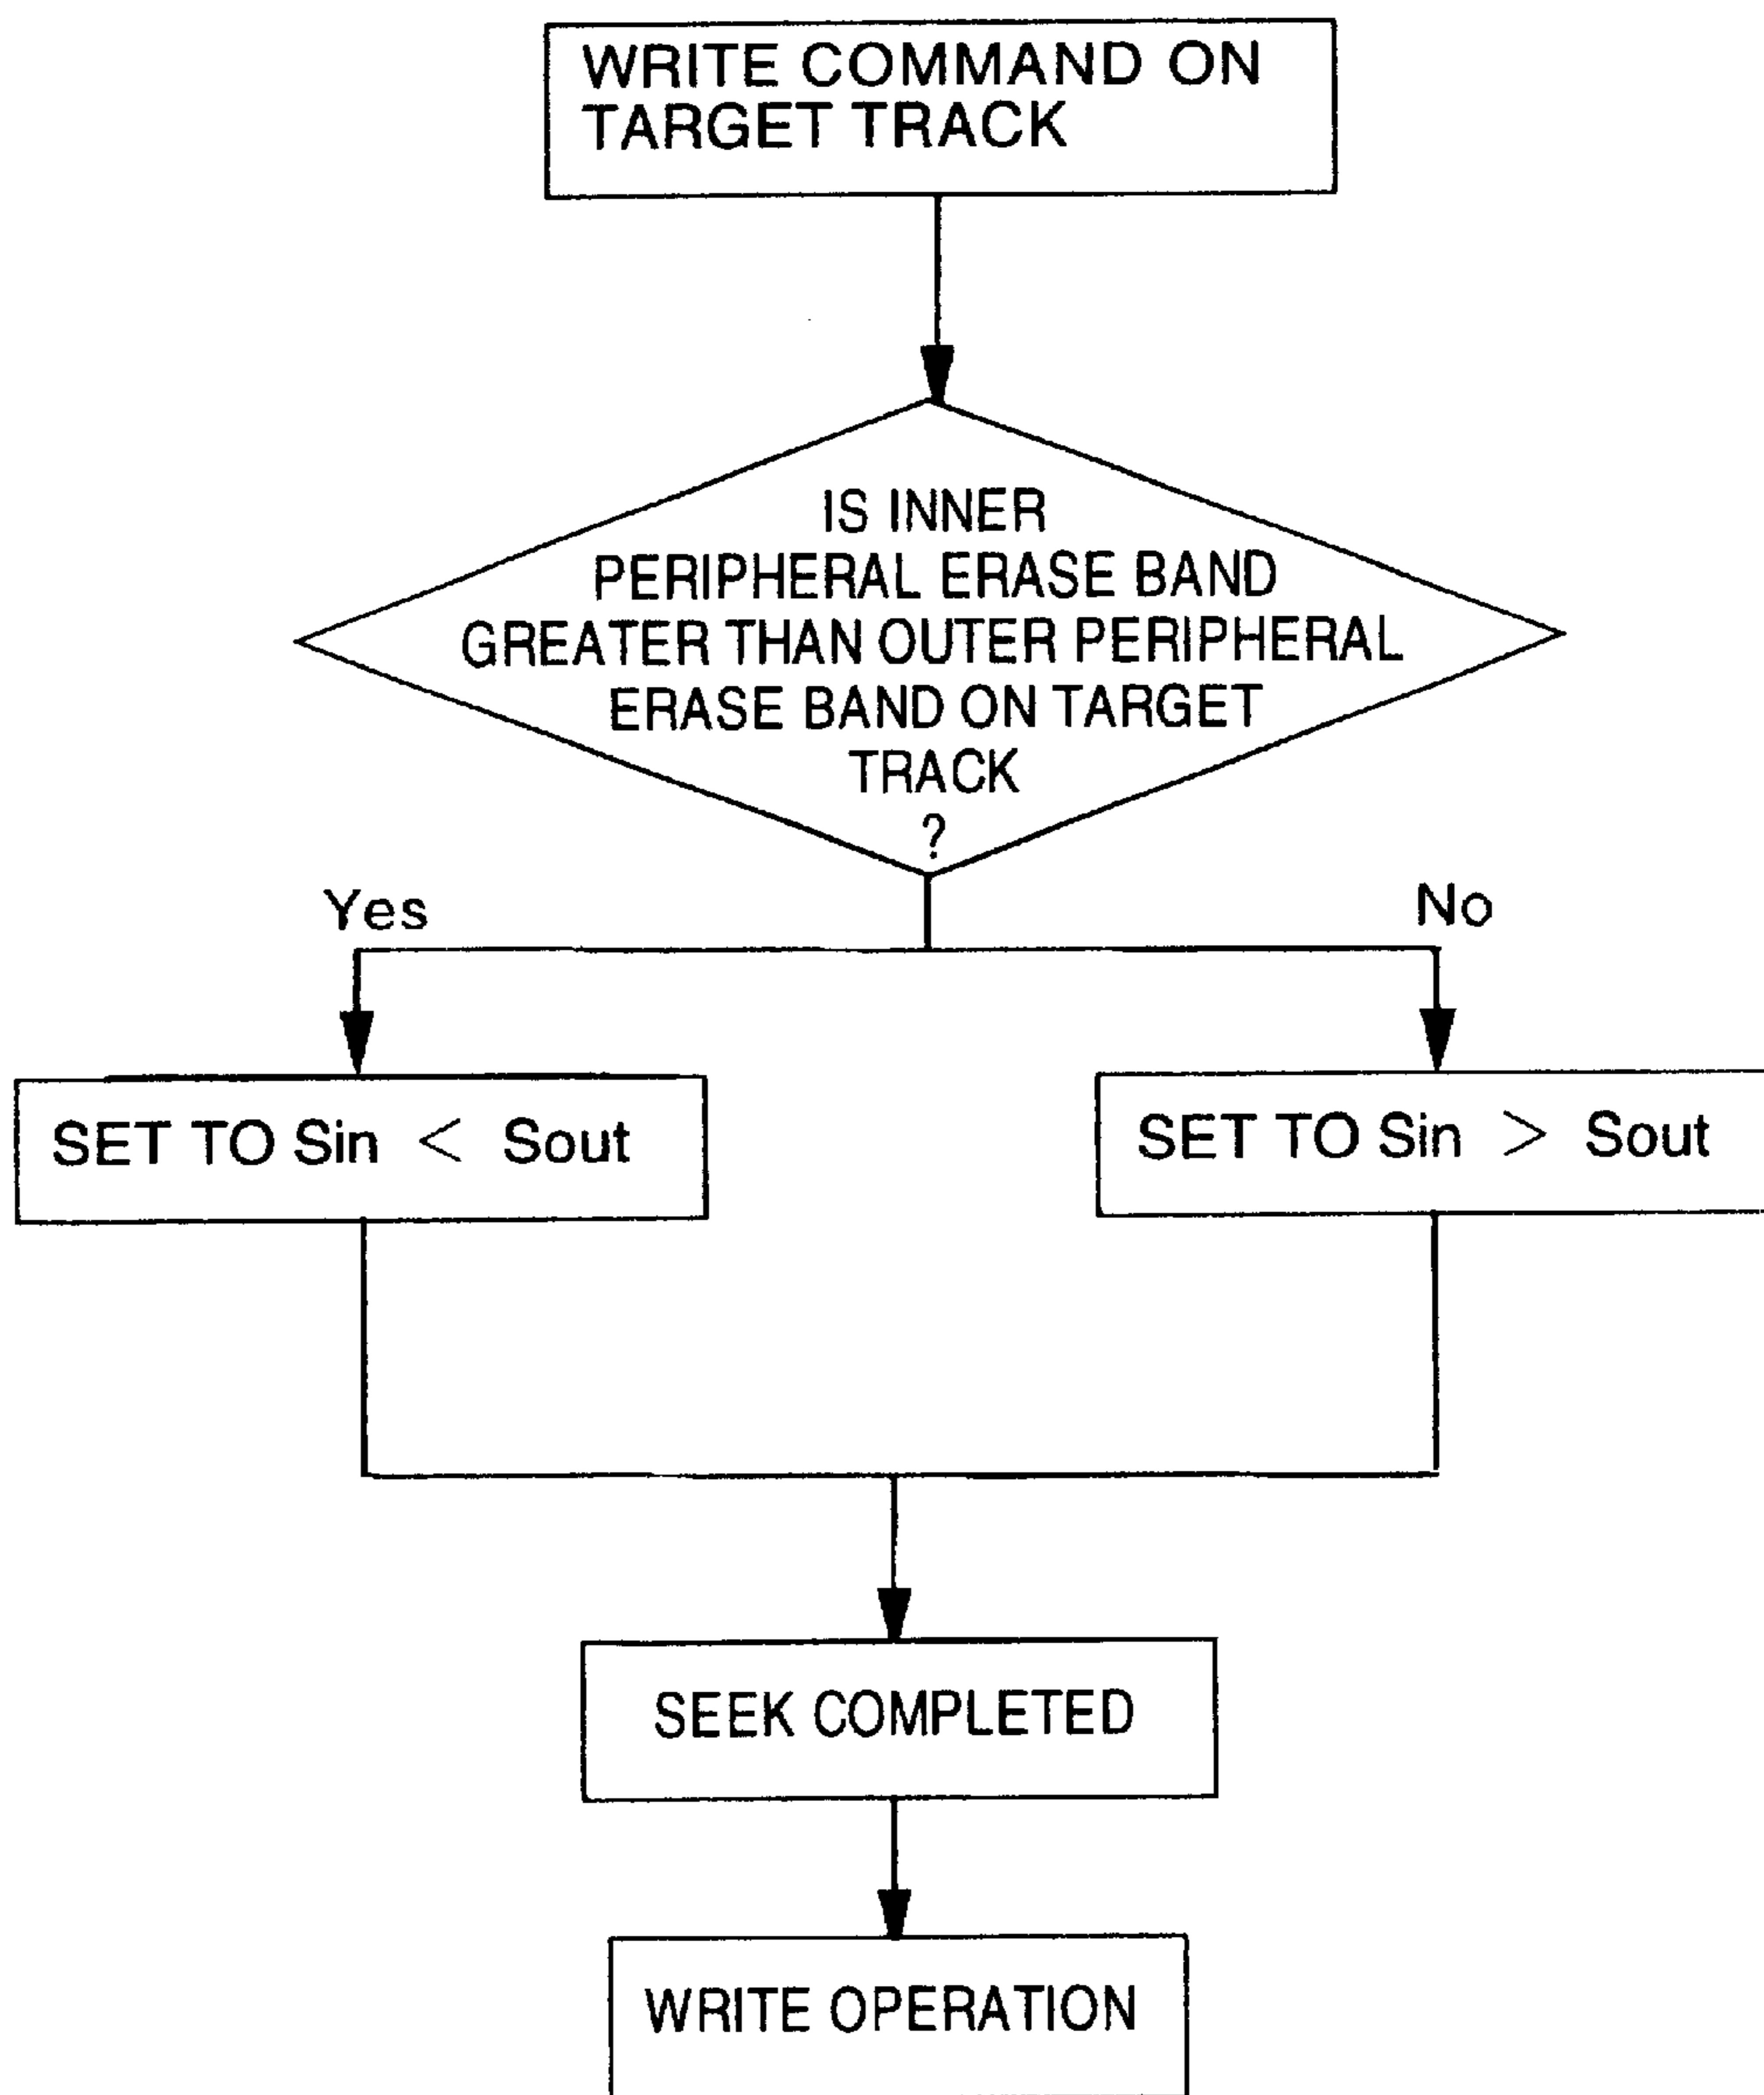 WRITE COMMAND ON
TARGET TRACK
IS INNER
PERIPHERAL ERASE BAND
GREATER THAN OUTER PERIPHERAL
ERASE BAND ON TARGET
TRACK
?
Yes
No
SET TO Sin < Sout
SET TO Sin > Sout
SEEK COMPLETED
WRITE OPERATION